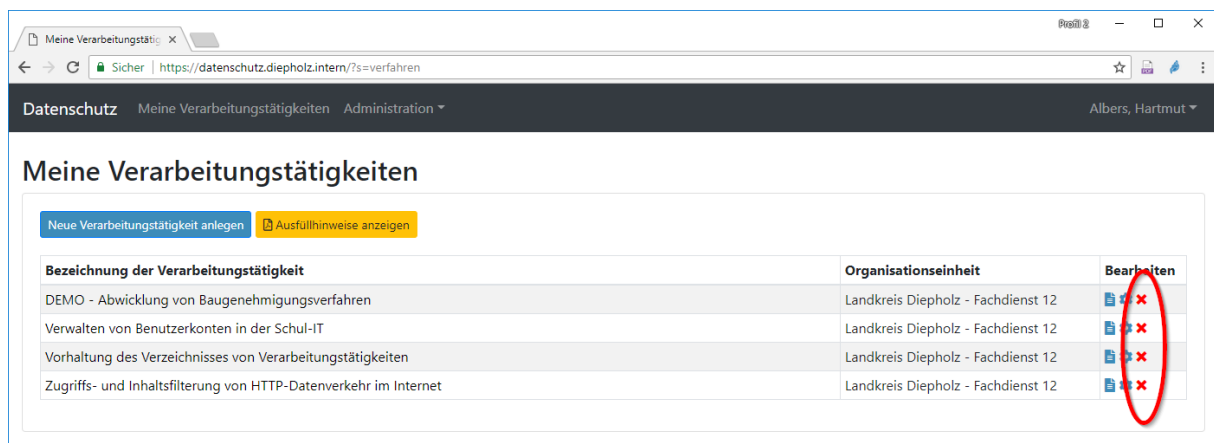 Profil 2
Meine Verarbeitungstätig
Sicher | https://datenschutz.diepholz.intern/?s=verfahren
Datenschutz Meine Verarbeitungstätigkeiten Administration Albers, Hartmut
Meine Verarbeitungstätigkeiten
Neue Verarbeitungstätigkeit anlegen Ausfüllhinweise anzeigen
Bezeichnung der Verarbeitungstätigkeit Organisationseinheit Bearbeiten
DEMO - Abwicklung von Baugenehmigungsverfahren Landkreis Diepholz - Fachdienst 12
Verwalten von Benutzerkonten in der Schul-IT Landkreis Diepholz - Fachdienst 12
Vorhaltung des Verzeichnisses von Verarbeitungstätigkeiten Landkreis Diepholz - Fachdienst 12
Zugriffs- und Inhaltsfilterung von HTTP-Datenverkehr im Internet Landkreis Diepholz - Fachdienst 12